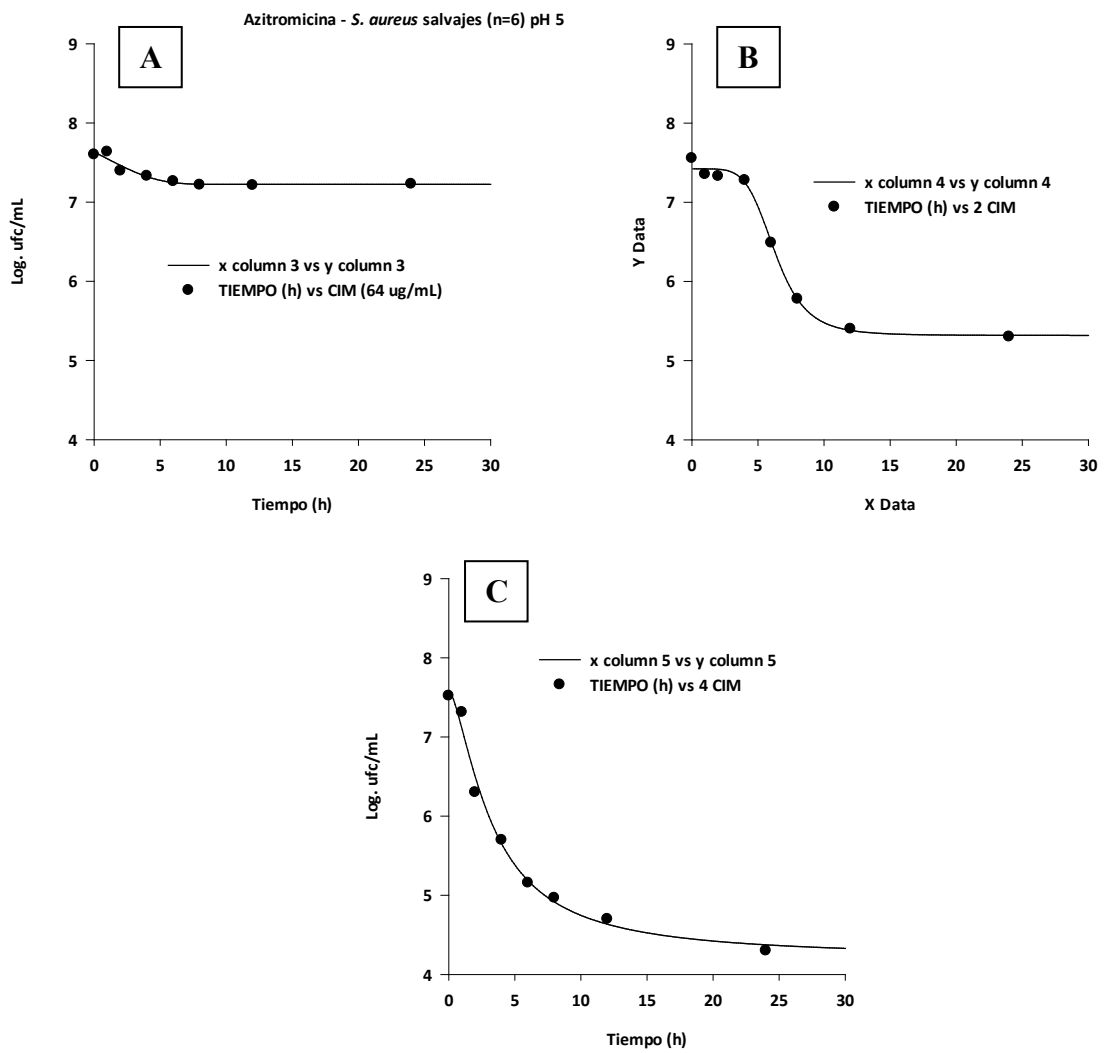 Azitromicina - S. aureus salvajes (n=6) pH 5
A
9
8
7
6
5
4
Log. ufc/mL
x column 3 vs y column 3
TIEMPO (h) vs CIM (64 ug/mL)
0 5 10 15 20 25 30
Tiempo (h)
B
9
8
7
6
5
4
Y Data
x column 4 vs y column 4
TIEMPO (h) vs 2 CIM
0 5 10 15 20 25 30
X Data
C
9
8
7
6
5
4
Log. ufc/mL
x column 5 vs y column 5
TIEMPO (h) vs 4 CIM
0 5 10 15 20 25 30
Tiempo (h)